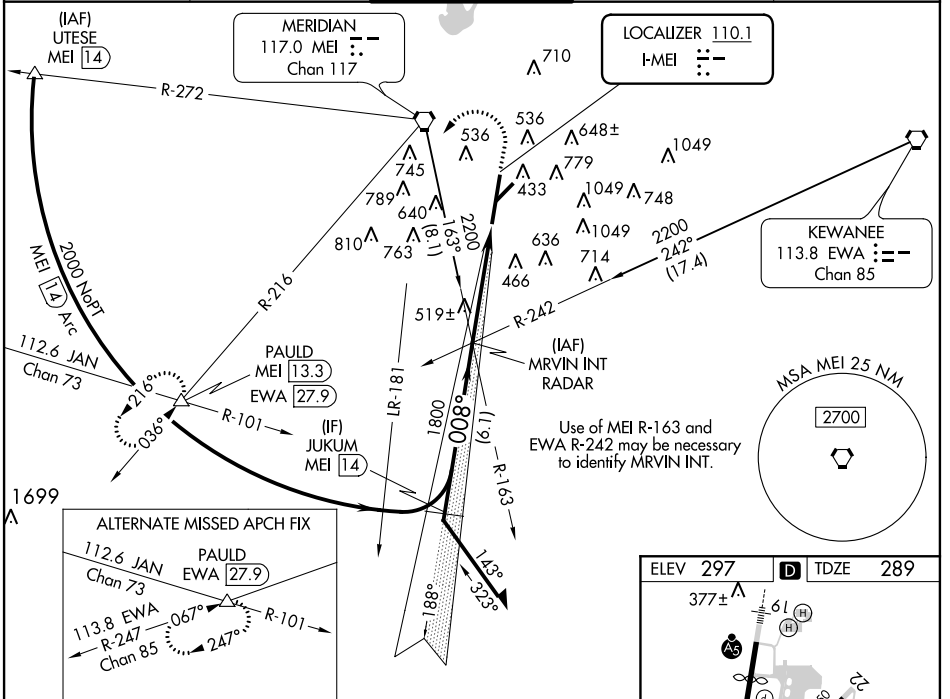 (IAF)
UTESE
MEI 14
MERIDIAN
117.0 MEI
Chan 117
LOCALIZER 110.1
I-MEI
710
R-272
536
536
648±
1049
745
779
433
789
1049
748
640
810
763
1049
636
466
714
2200
163°
(8.1)
2200
242°
(17.4)
KEWANEE
113.8 EWA
Chan 85
2000 NoPT
MEI 14 Arc
R-216
519±
R-242
(IAF)
MRVIN INT
RADAR
112.6 JAN
Chan 73
PAULD
MEI 13.3
EWA 27.9
216°
036°
R-101
LR-181
1800
008°
(6.1)
R-163
(IF)
JUKUM
MEI 14
Use of MEI R-163 and
EWA R-242 may be necessary
to identify MRVIN INT.
MSA MEI 25 NM
2700
1699
143°
323°
188°
ALTERNATE MISSED APCH FIX
112.6 JAN
Chan 73
PAULD
EWA 27.9
113.8 EWA
R-247
Chan 85
067°
247°
R-101
ELEV 297
D
TDZE 289
377±
19
H
H
A5
22